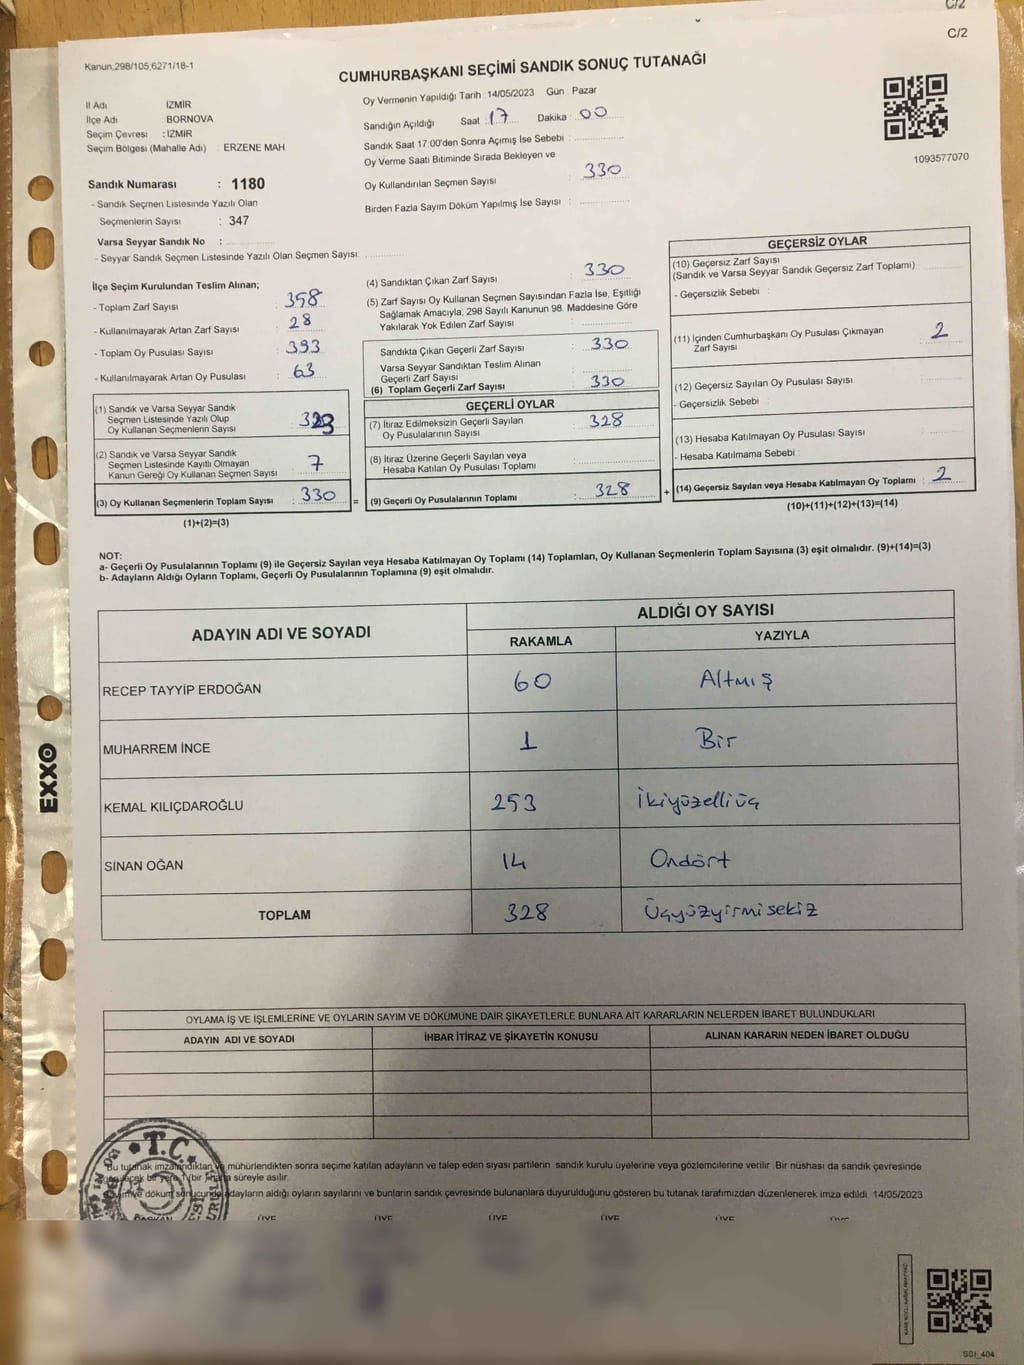 C/2
C/2
Kanun,298/105,6271/18-1
CUMHURBAŞKANI SEÇİMİ SANDIK SONUÇ TUTANAĞI
İl Adı İZMİR
İlçe Adı : BORNOVA
Seçim Çevresi : İZMİR
Seçim Bölgesi (Mahalle Adı) : ERZENE MAH
Oy Vermenin Yapıldığı Tarih :14/05/2023 Gün : Pazar
Sandığın Açıldığı Saat : 17 Dakika : 00
Sandık Saat 17:00'den Sonra Açımış İse Sebebi :
Oy Verme Saati Bitiminde Sırada Bekleyen ve
Oy Kullandırılan Seçmen Sayısı : 330
Birden Fazla Sayım Döküm Yapılmış İse Sayısı :
1093577070
Sandık Numarası : 1180
- Sandık Seçmen Listesinde Yazılı Olan
Seçmenlerin Sayısı : 347
Varsa Seyyar Sandık No :
- Seyyar Sandık Seçmen Listesinde Yazılı Olan Seçmen Sayısı:
İlçe Seçim Kurulundan Teslim Alınan;
- Toplam Zarf Sayısı : 358
- Kullanılmayarak Artan Zarf Sayısı : 28
- Toplam Oy Pusulası Sayısı : 393
- Kullanılmayarak Artan Oy Pusulası : 63
(1) Sandık ve Varsa Seyyar Sandık
Seçmen Listesinde Yazılı Olup
Oy Kullanan Seçmenlerin Sayısı : 323
(2) Sandık ve Varsa Seyyar Sandık
Seçmen Listesinde Kayıtlı Olmayan
Kanun Gereği Oy Kullanan Seçmen Sayısı : 7
(3) Oy Kullanan Seçmenlerin Toplam Sayısı : 330 =
(1)+(2)=(3)
(4) Sandıktan Çıkan Zarf Sayısı : 330
(5) Zarf Sayısı Oy Kullanan Seçmen Sayısından Fazla İse, Eşitliği
Sağlamak Amacıyla, 298 Sayılı Kanunun 98. Maddesine Göre
Yakılarak Yok Edilen Zarf Sayısı :
Sandıkta Çıkan Geçerli Zarf Sayısı : 330
Varsa Seyyar Sandıktan Teslim Alınan
Geçerli Zarf Sayısı :
(6) Toplam Geçerli Zarf Sayısı : 330
GEÇERLİ OYLAR
(7) İtiraz Edilmeksizin Geçerli Sayılan
Oy Pusulalarının Sayısı : 328
(8) İtiraz Üzerine Geçerli Sayılan veya
Hesaba Katılan Oy Pusulası Toplamı :
(9) Geçerli Oy Pusulalarının Toplamı : 328 +
GEÇERSİZ OYLAR
(10) Geçersiz Zarf Sayısı
(Sandık ve Varsa Seyyar Sandık Geçersiz Zarf Toplamı) :
- Geçersizlik Sebebi :
(11) İçinden Cumhurbaşkanı Oy Pusulası Çıkmayan
Zarf Sayısı : 2
(12) Geçersiz Sayılan Oy Pusulası Sayısı :
- Geçersizlik Sebebi :
(13) Hesaba Katılmayan Oy Pusulası Sayısı :
- Hesaba Katılmama Sebebi :
(14) Geçersiz Sayılan veya Hesaba Katılmayan Oy Toplamı : 2
(10)+(11)+(12)+(13)=(14)
NOT:
a- Geçerli Oy Pusulalarının Toplamı (9) ile Geçersiz Sayılan veya Hesaba Katılmayan Oy Toplamı (14) Toplamları, Oy Kullanan Seçmenlerin Toplam Sayısına (3) eşit olmalıdır. (9)+(14)=(3)
b- Adayların Aldığı Oyların Toplamı, Geçerli Oy Pusulalarının Toplamına (9) eşit olmalıdır.
ADAYIN ADI VE SOYADI ALDIĞI OY SAYISI
RAKAMLA YAZIYLA
RECEP TAYYİP ERDOĞAN 60 Altmış
MUHARREM İNCE 1 Bir
KEMAL KILIÇDAROĞLU 253 İkiyüzelliüç
SİNAN OĞAN 14 Ondört
TOPLAM 328 Üçyüzyirmisekiz
EXXO
OYLAMA İŞ VE İŞLEMLERİNE VE OYLARIN SAYIM VE DÖKÜMÜNE DAİR ŞİKAYETLERLE BUNLARA AİT KARARLARIN NELERDEN İBARET BULUNDUKLARI
ADAYIN ADI VE SOYADI İHBAR İTİRAZ VE ŞİKAYETİN KONUSU ALINAN KARARIN NEDEN İBARET OLDUĞU
T.C.
Bu tutanak imzalandıktan ve mühürlendikten sonra seçime katılan adayların ve talep eden siyasi partilerin sandık kurulu üyelerine veya gözlemcilerine verilir. Bir nüshası da sandık çevresinde
bir yere 1 (bir) hafta süreyle asılır.
ve döküm sonucunda adayların aldığı oyların sayılarını ve bunların sandık çevresinde bulunanlara duyurulduğunu gösteren bu tutanak tarafımızdan düzenlenerek imza edildi 14/05/2023
BAŞKAN ÜYE ÜYE ÜYE ÜYE ÜYE ÜYE
SSI_404